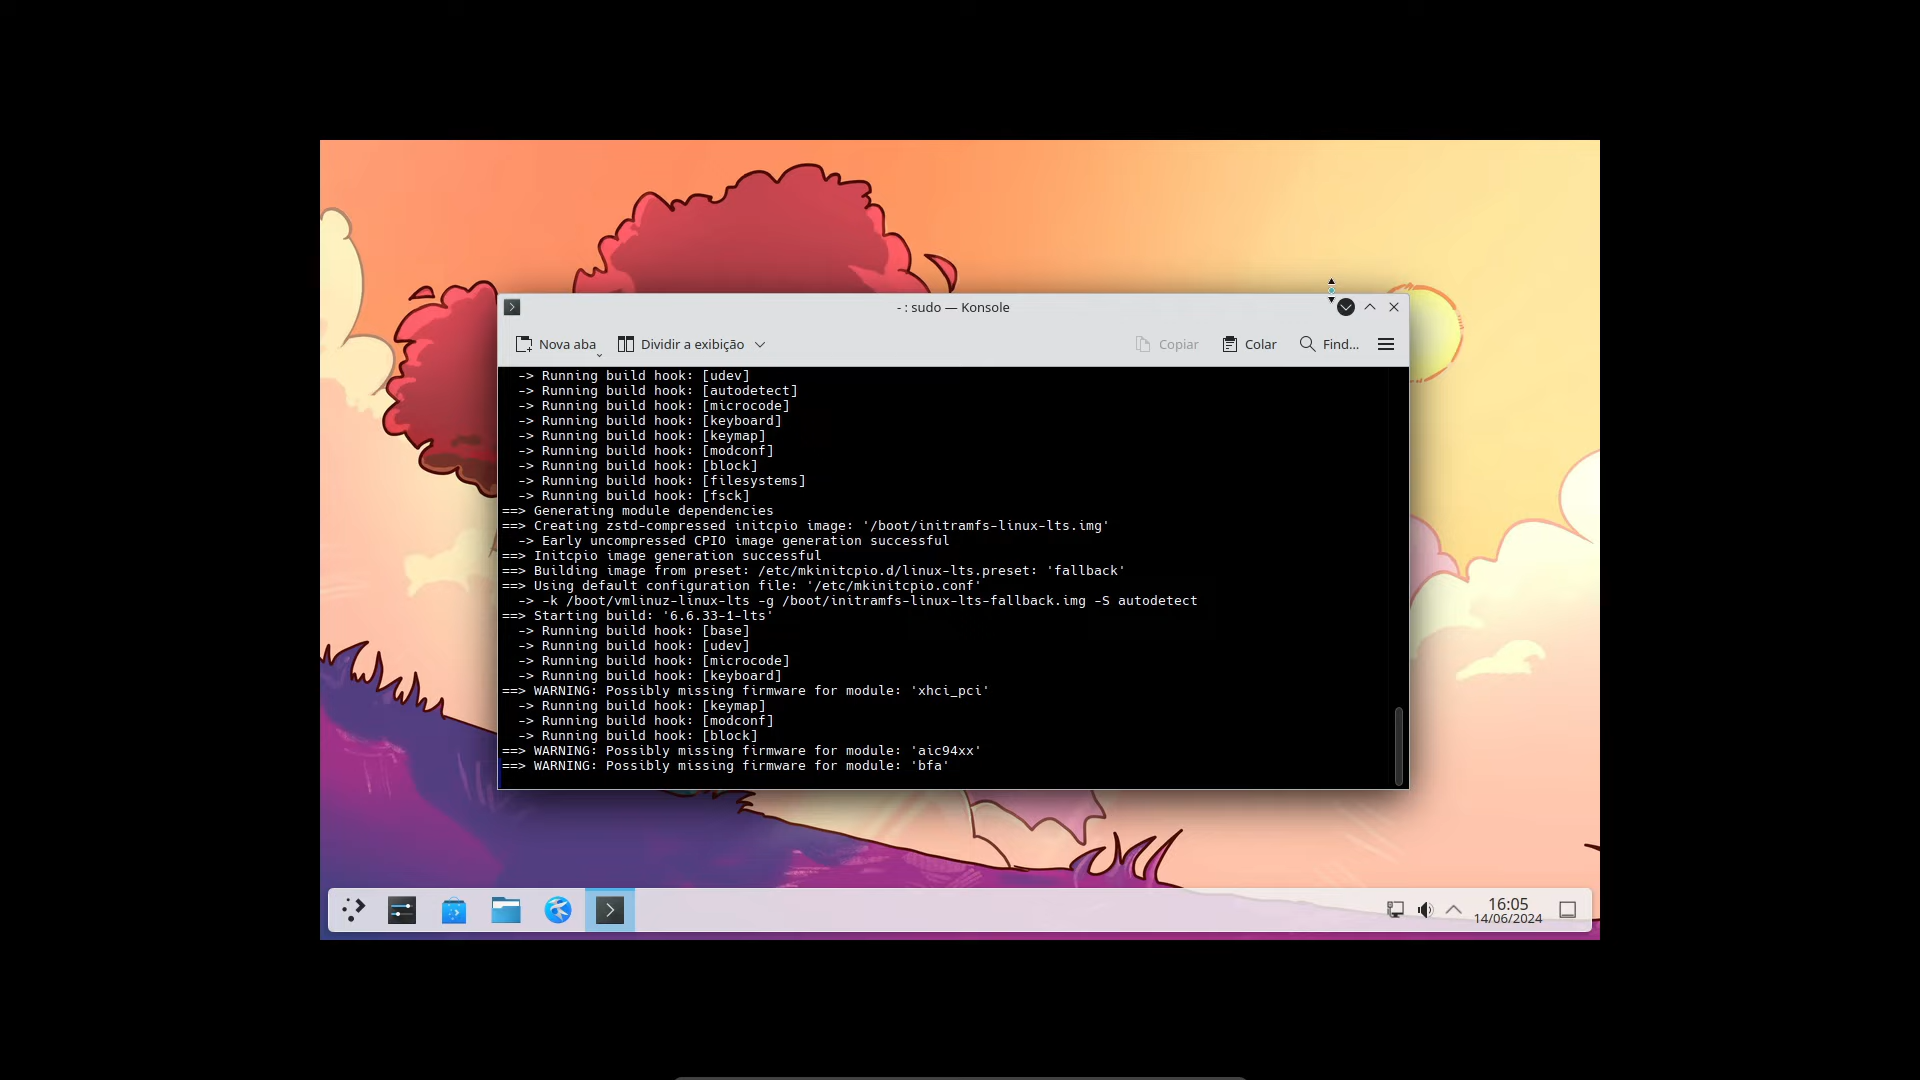 - : sudo — Konsole
Nova aba Dividir a exibição Copiar Colar Find...
-> Running build hook: [udev]
-> Running build hook: [autodetect]
-> Running build hook: [microcode]
-> Running build hook: [keyboard]
-> Running build hook: [keymap]
-> Running build hook: [modconf]
-> Running build hook: [block]
-> Running build hook: [filesystems]
-> Running build hook: [fsck]
==> Generating module dependencies
==> Creating zstd-compressed initcpio image: '/boot/initramfs-linux-lts.img'
-> Early uncompressed CPIO image generation successful
==> Initcpio image generation successful
==> Building image from preset: /etc/mkinitcpio.d/linux-lts.preset: 'fallback'
==> Using default configuration file: '/etc/mkinitcpio.conf'
-> -k /boot/vmlinuz-linux-lts -g /boot/initramfs-linux-lts-fallback.img -S autodetect
==> Starting build: '6.6.33-1-lts'
-> Running build hook: [base]
-> Running build hook: [udev]
-> Running build hook: [microcode]
-> Running build hook: [keyboard]
==> WARNING: Possibly missing firmware for module: 'xhci_pci'
-> Running build hook: [keymap]
-> Running build hook: [modconf]
-> Running build hook: [block]
==> WARNING: Possibly missing firmware for module: 'aic94xx'
==> WARNING: Possibly missing firmware for module: 'bfa'
16:05
14/06/2024